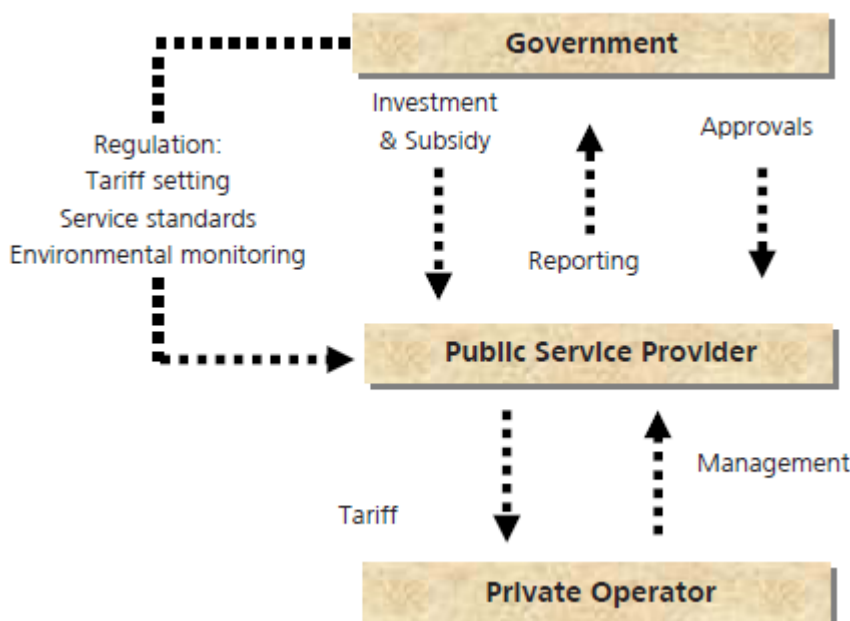 Government
Investment
& Subsidy
Approvals
Regulation:
Tariff setting
Service standards
Environmental monitoring
Reporting
Public Service Provider
Management
Tariff
Private Operator